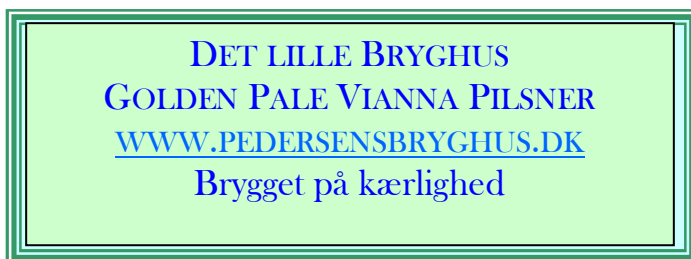 DET LILLE BRYGHUS
GOLDEN PALE VIANNA PILSNER
WWW.PEDERSENSBRYGHUS.DK
Brygget på kærlighed